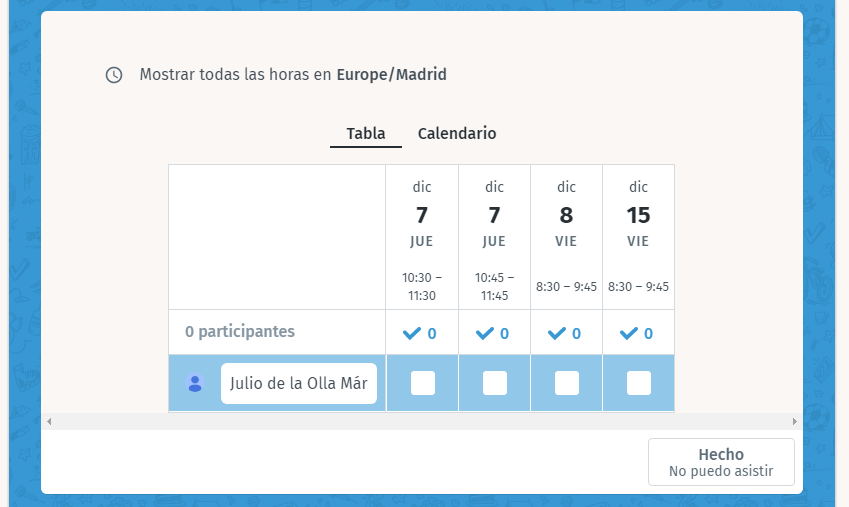 Mostrar todas las horas en Europe/Madrid
Tabla Calendario
dic dic dic dic
7 7 8 15
JUE JUE VIE VIE
10:30 – 10:45 –
11:30 11:45 8:30 – 9:45 8:30 – 9:45
0 participantes 0 0 0 0
Julio de la Olla Már
Hecho
No puedo asistir